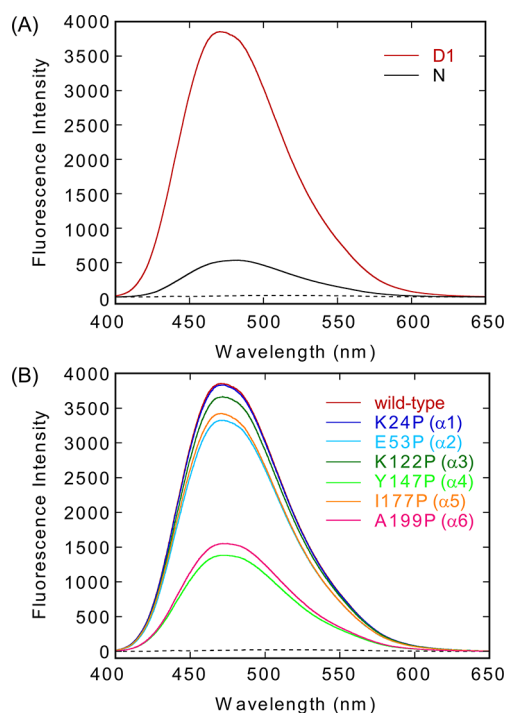 (A)
4000
3500
3000
2500
2000
1500
1000
500
0
Fluorescence Intensity
D1
N
400 450 500 550 600 650
Wavelength (nm)
(B)
4000
3500
3000
2500
2000
1500
1000
500
0
Fluorescence Intensity
wild-type
K24P (α1)
E53P (α2)
K122P (α3)
Y147P (α4)
I177P (α5)
A199P (α6)
400 450 500 550 600 650
Wavelength (nm)